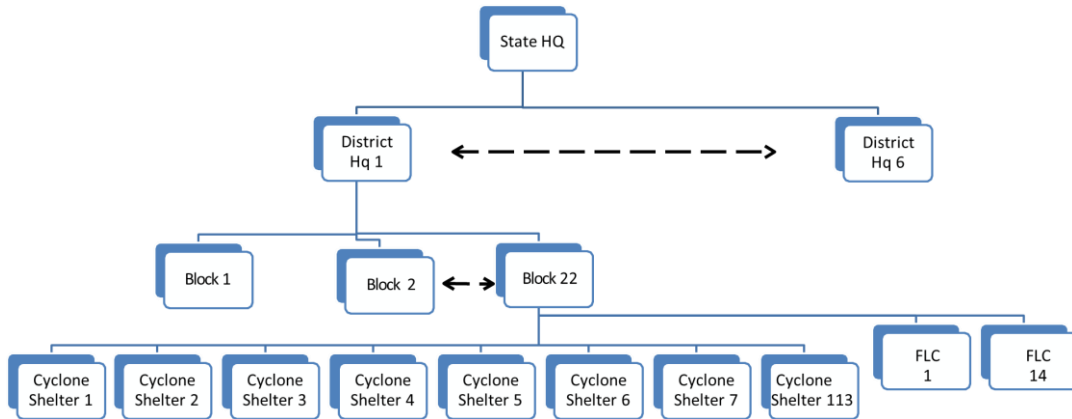 State HQ
District
Hq 1
District
Hq 6
Block 1
Block 2
Block 22
Cyclone
Shelter 1
Cyclone
Shelter 2
Cyclone
Shelter 3
Cyclone
Shelter 4
Cyclone
Shelter 5
Cyclone
Shelter 6
Cyclone
Shelter 7
Cyclone
Shelter 113
FLC
1
FLC
14